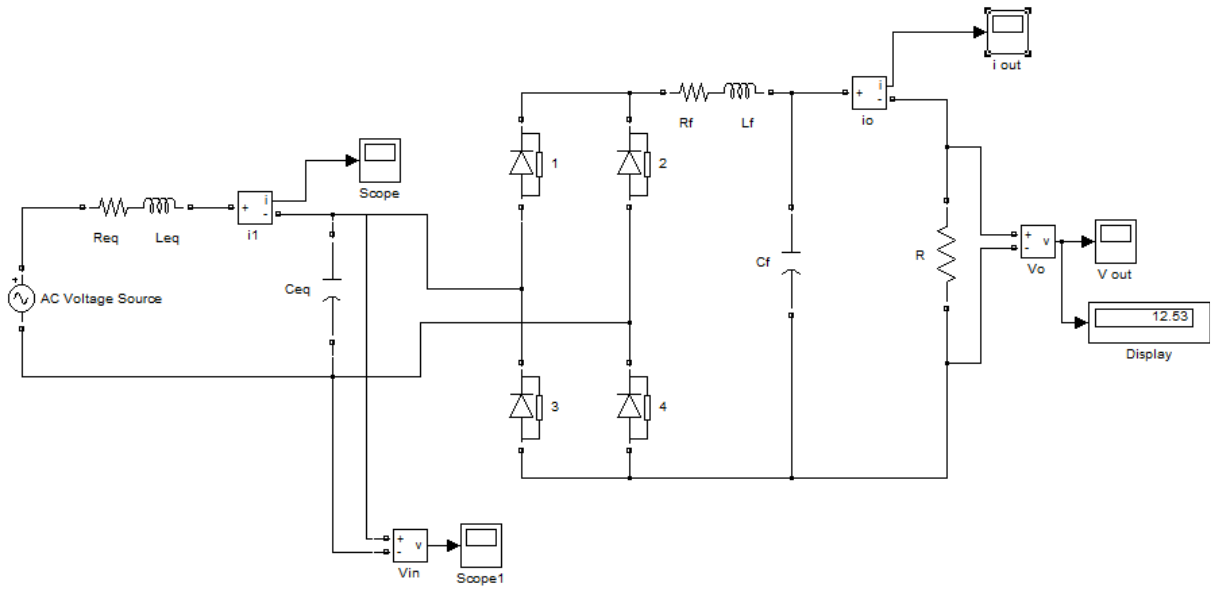 i out
i
+
-
io
Rf
Lf
1
2
Scope
i
+
-
i1
Req
Leq
+
AC Voltage Source
Ceq
Cf
R
+
-
v
Vo
V out
12.53
Display
3
4
+
-
v
Vin
Scope1